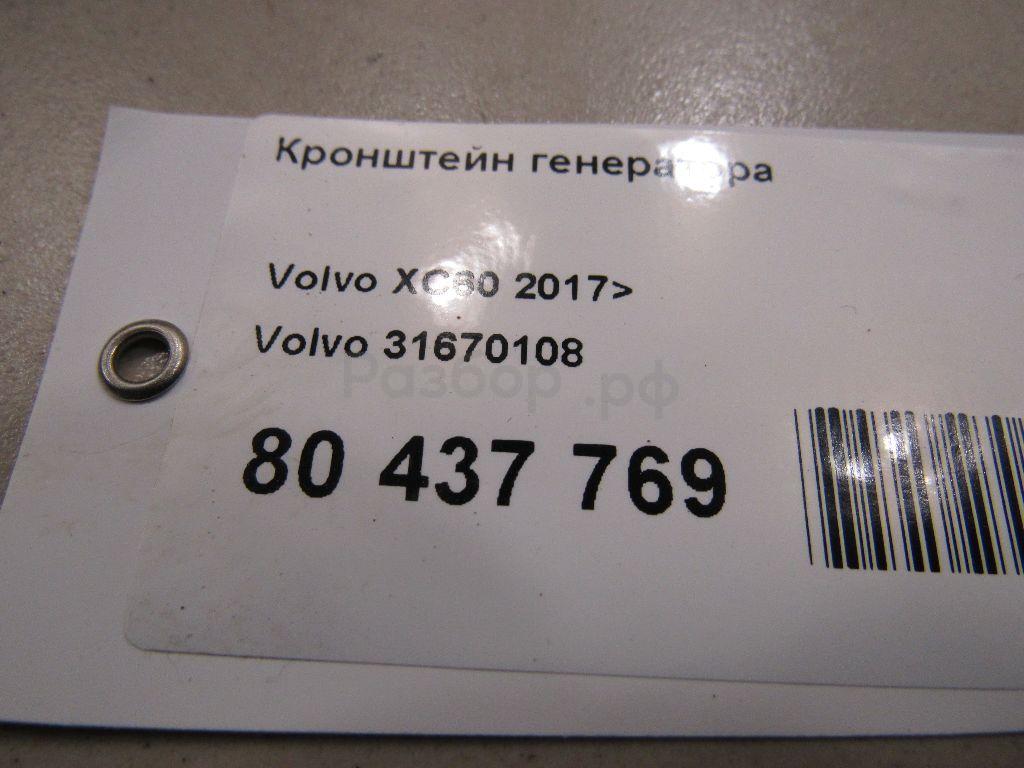 Кронштейн генератора
Volvo XC60 2017>
Volvo 31670108
Разбор.рф
80 437 769